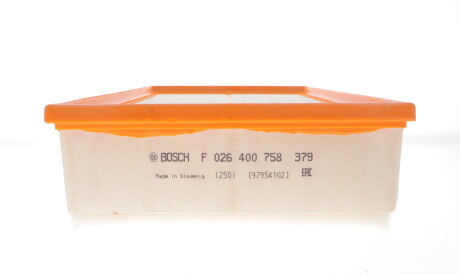 BOSCH F 026 400 758 379
Made in Slovenia (250) [97954102] EAC